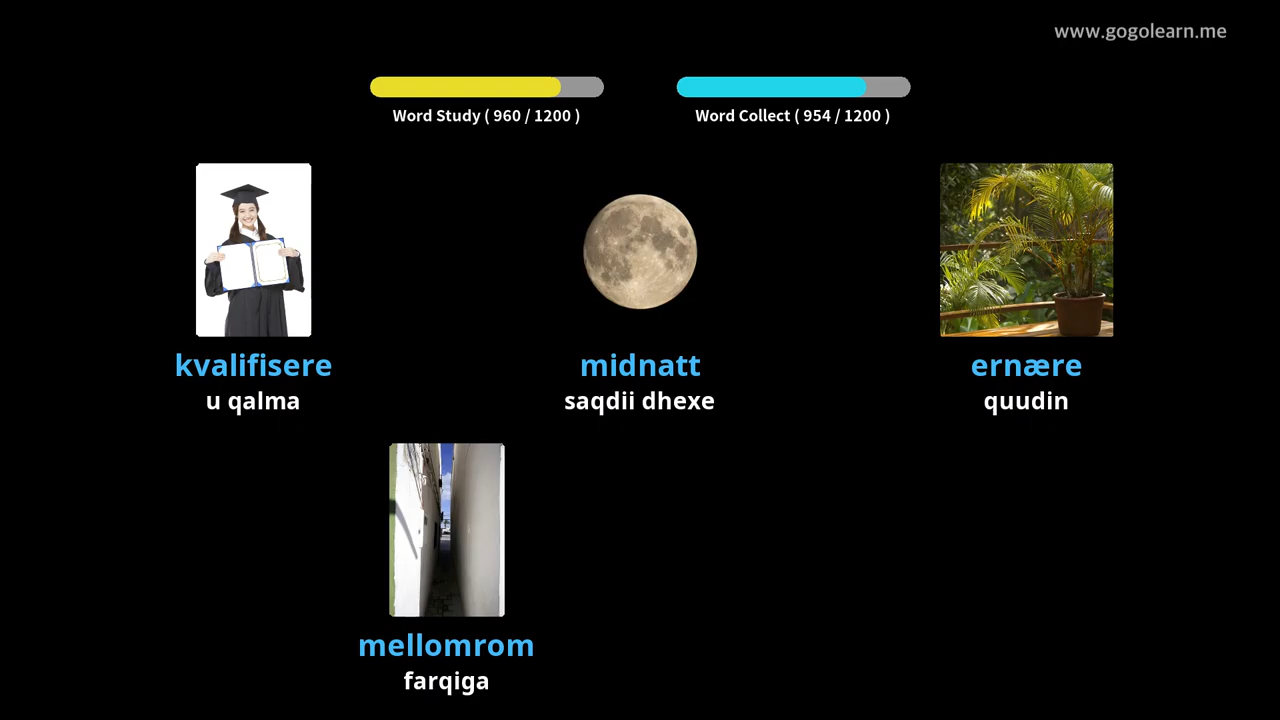 www.gogolearn.me
Word Study ( 960 / 1200 )
Word Collect ( 954 / 1200 )
kvalifisere
u qalma
midnatt
saqdii dhexe
ernære
quudin
mellomrom
farqiga